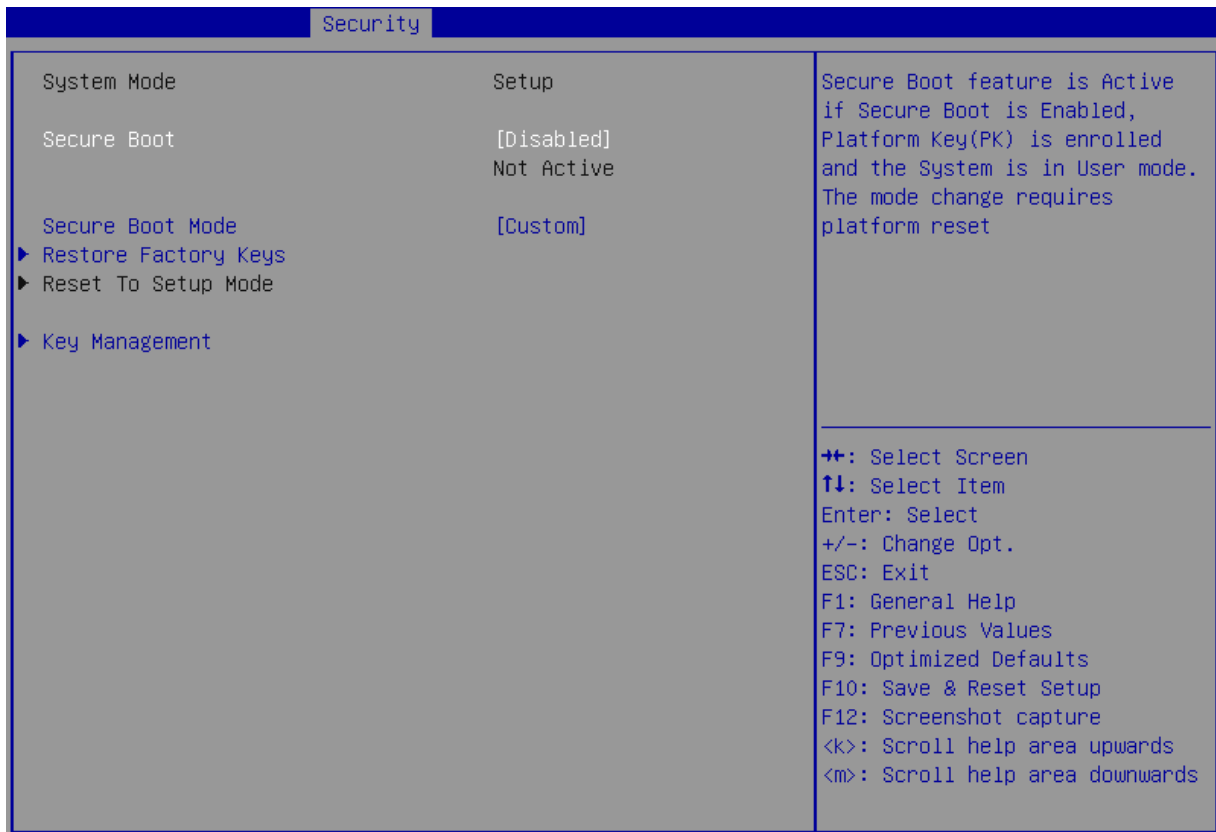 Security
System Mode Setup
Secure Boot [Disabled]
Not Active
Secure Boot Mode [Custom]
▶ Restore Factory Keys
▶ Reset To Setup Mode
▶ Key Management
Secure Boot feature is Active
if Secure Boot is Enabled,
Platform Key(PK) is enrolled
and the System is in User mode.
The mode change requires
platform reset
→←: Select Screen
↑↓: Select Item
Enter: Select
+/-: Change Opt.
ESC: Exit
F1: General Help
F7: Previous Values
F9: Optimized Defaults
F10: Save & Reset Setup
F12: Screenshot capture
<k>: Scroll help area upwards
<m>: Scroll help area downwards